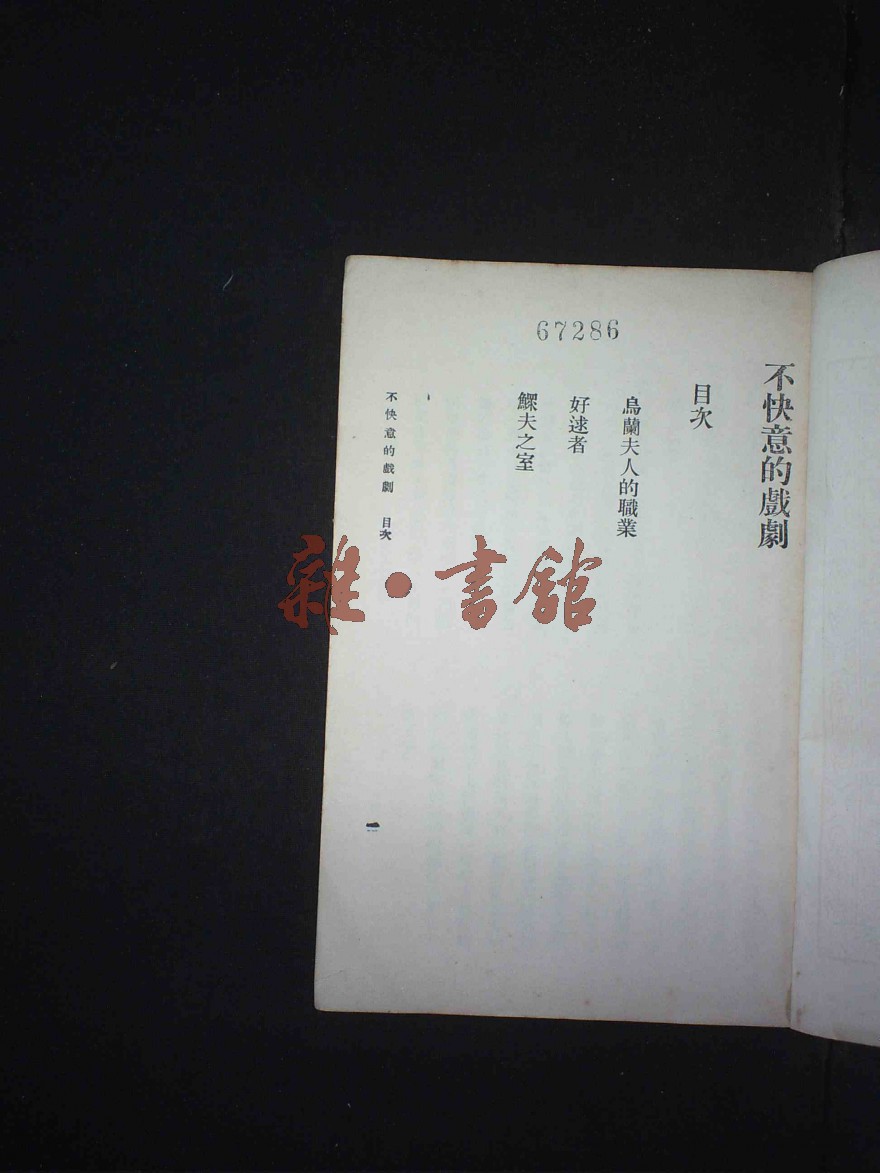 67286
不快意的戲劇
目次
烏蘭夫人的職業
好逑者
鰥夫之室
不快意的戲劇 目次
一
雜·書館